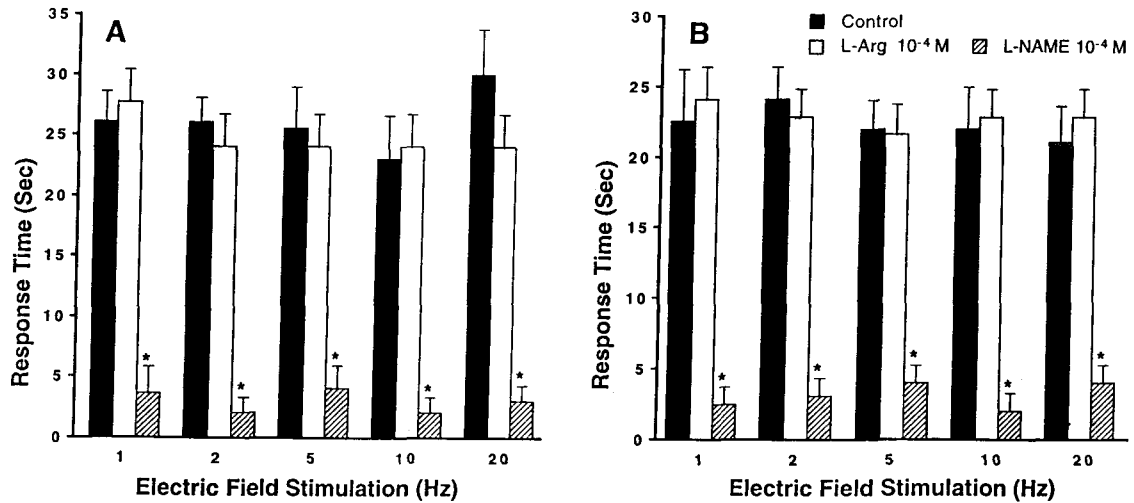 A
Response Time (Sec)
35
30
25
20
15
10
5
0
*
*
*
*
*
1 2 5 10 20
Electric Field Stimulation (Hz)
B
Control
L-Arg 10⁻⁴ M
L-NAME 10⁻⁴ M
Response Time (Sec)
30
25
20
15
10
5
0
*
*
*
*
*
1 2 5 10 20
Electric Field Stimulation (Hz)